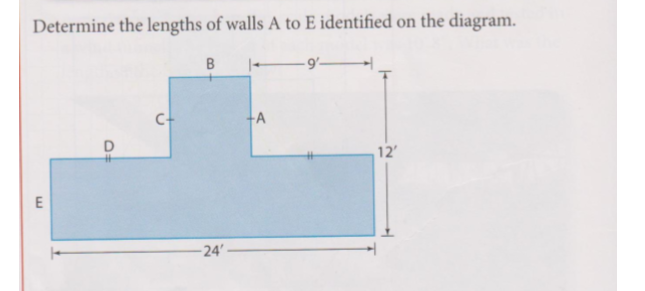 Determine the lengths of walls A to E identified on the diagram.
B
9'
C
A
D
12'
E
24'